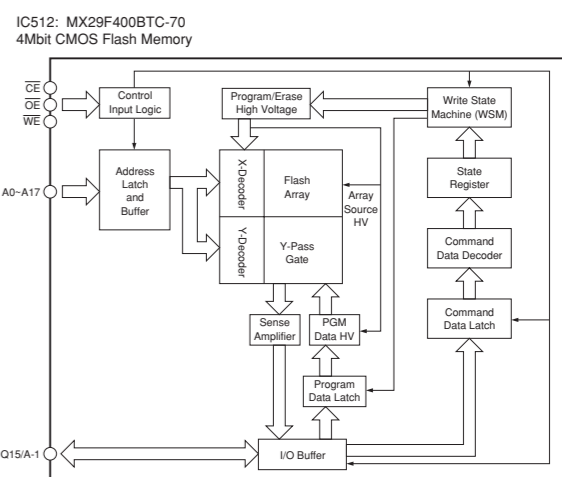 IC512: MX29F400BTC-70
4Mbit CMOS Flash Memory
CE
OE
WE
Control
Input Logic
Program/Erase
High Voltage
Write State
Machine (WSM)
A0~A17
Address
Latch
and
Buffer
X-Decoder
Flash
Array
Array
Source
HV
State
Register
Y-Decoder
Y-Pass
Gate
Command
Data Decoder
Sense
Amplifier
PGM
Data HV
Command
Data Latch
Program
Data Latch
Q15/A-1
I/O Buffer